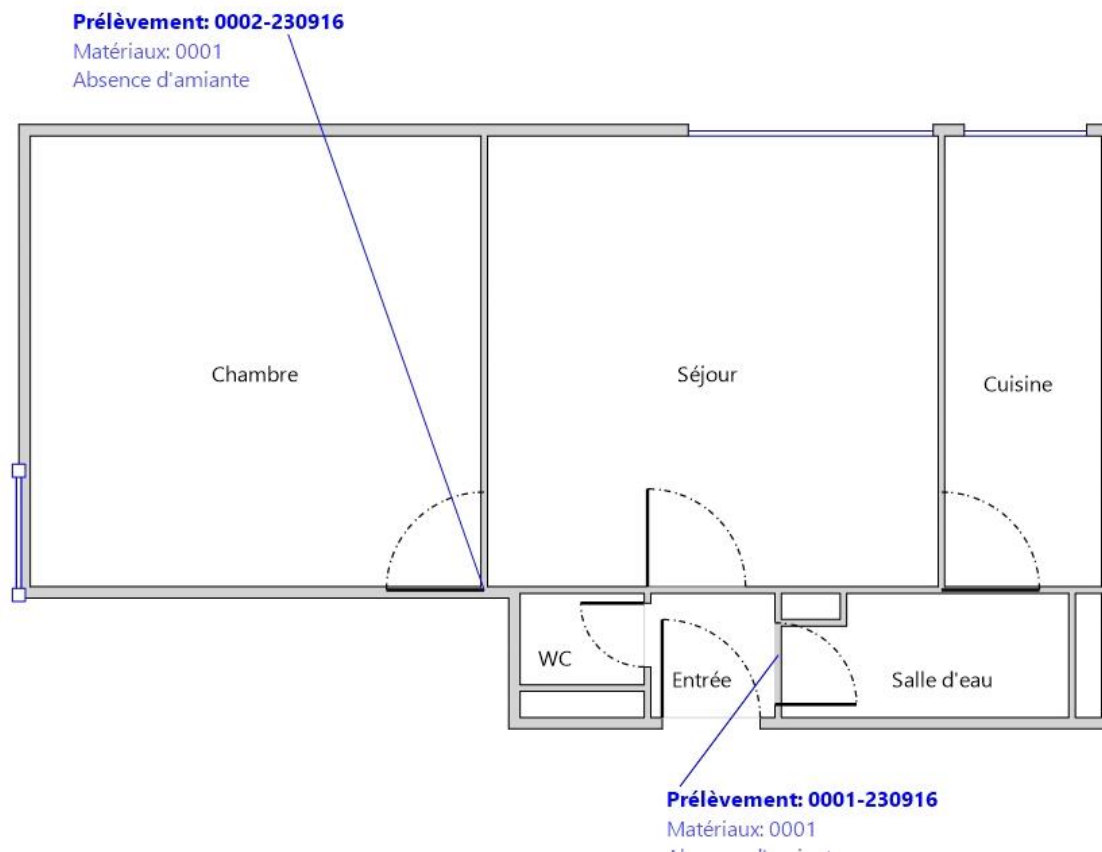 Prélèvement: 0002-230916
Matériaux: 0001
Absence d'amiante
Chambre
Séjour
Cuisine
WC
Entrée
Salle d'eau
Prélèvement: 0001-230916
Matériaux: 0001